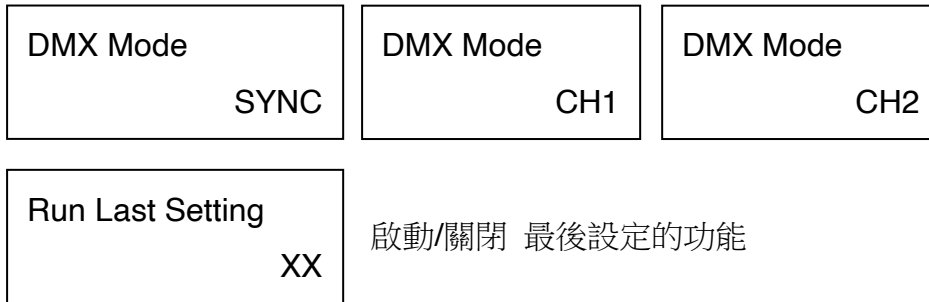 DMX Mode
SYNC
DMX Mode
CH1
DMX Mode
CH2
Run Last Setting
XX
啟動/關閉 最後設定的功能